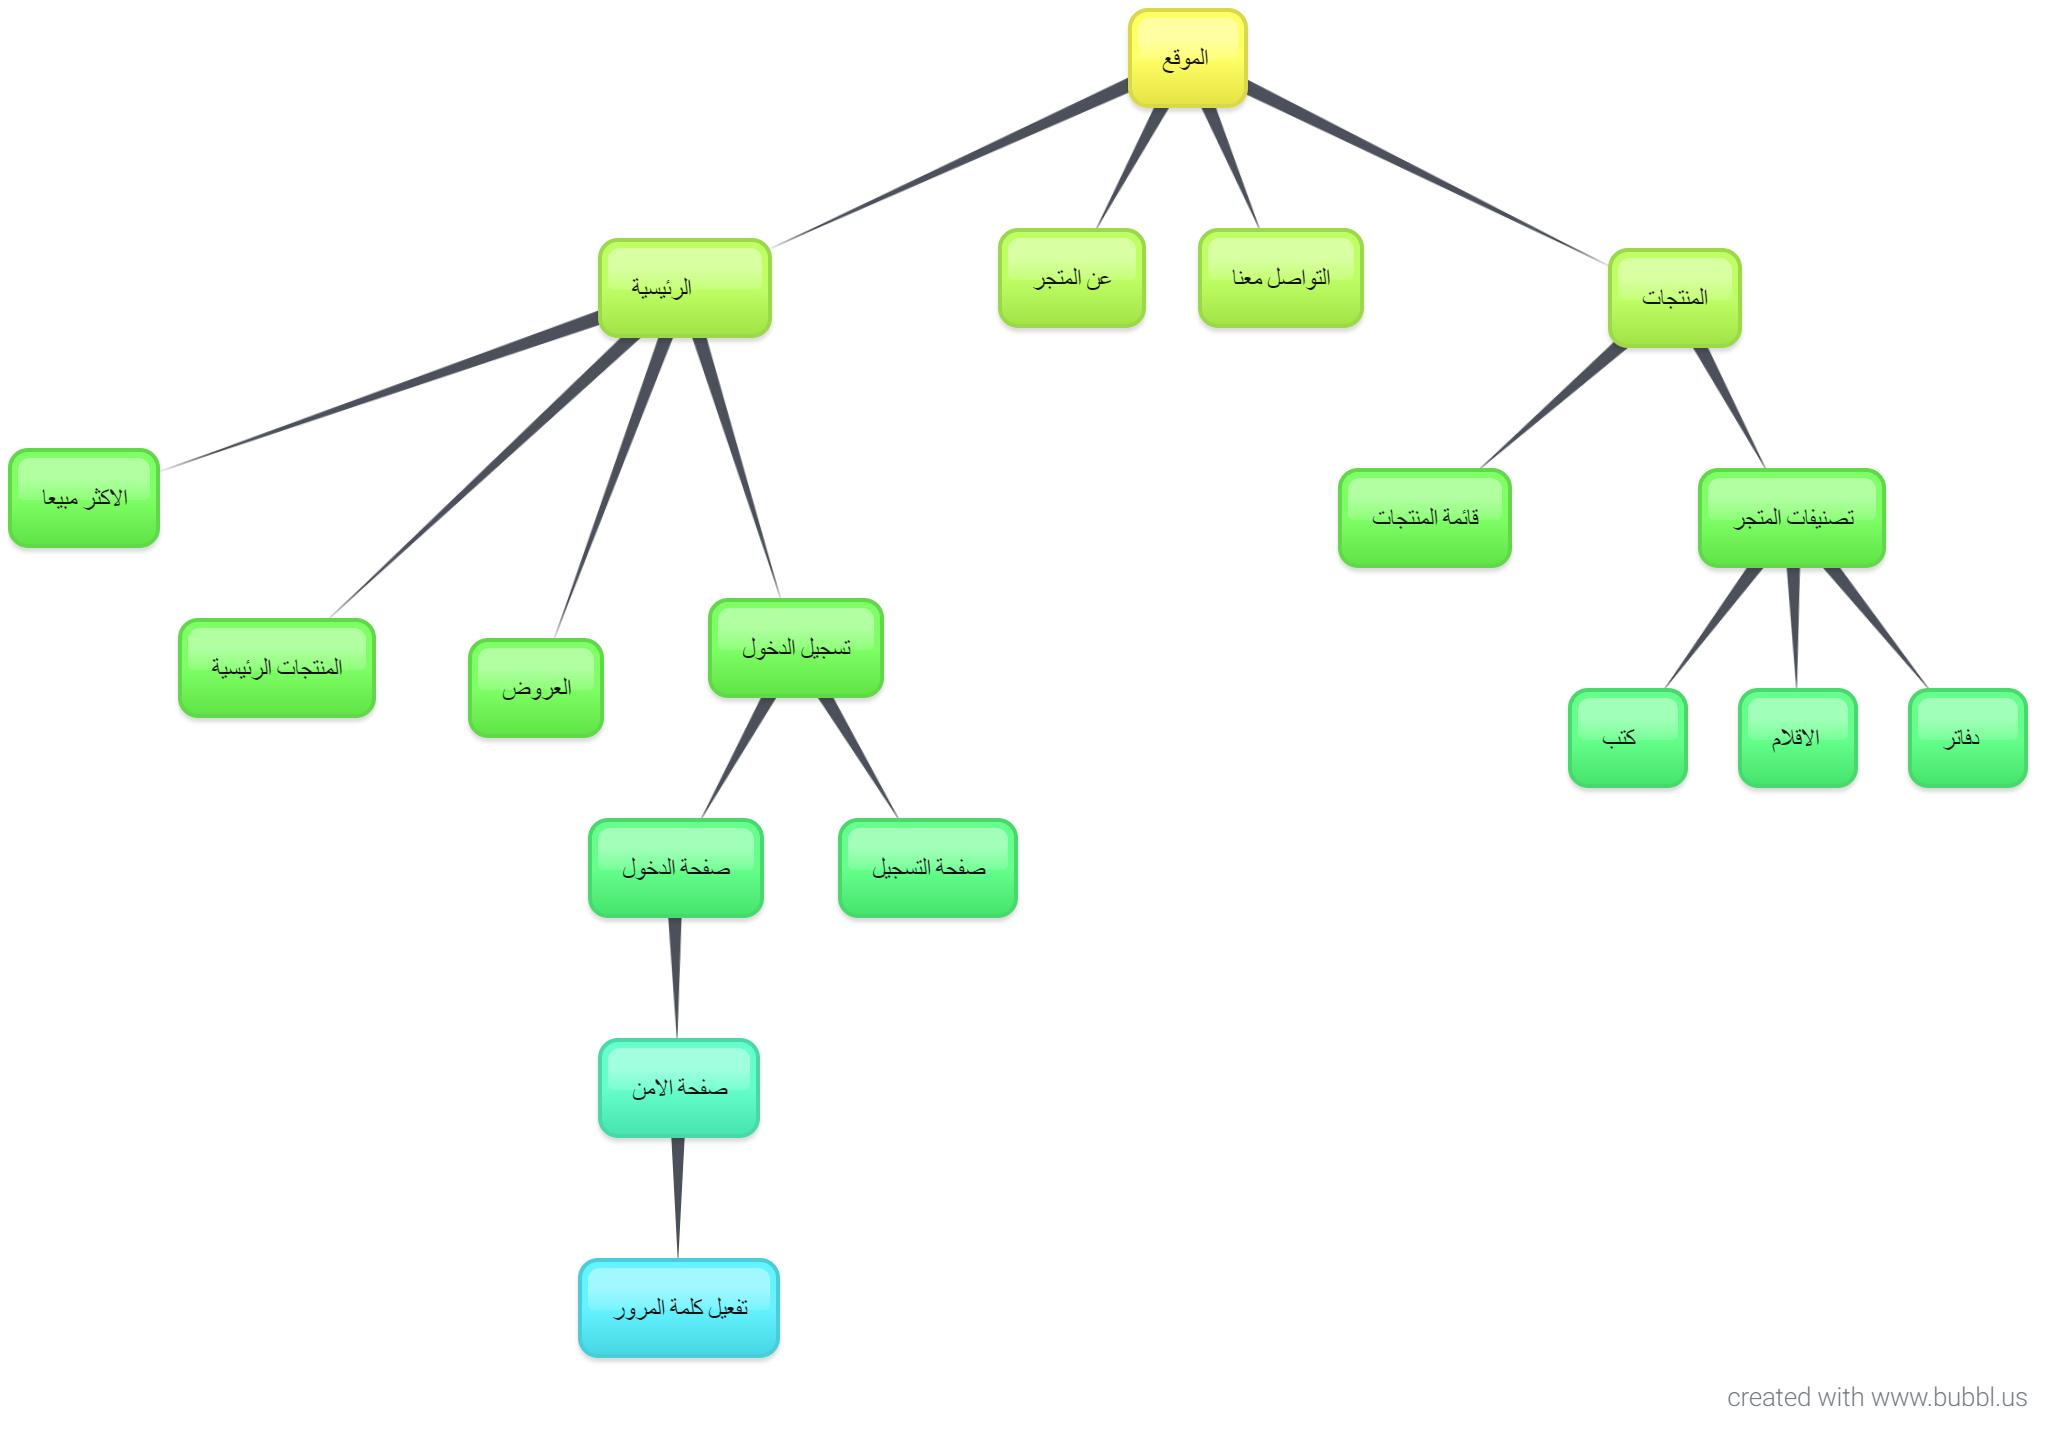 الموقع
الرئيسية
عن المتجر
التواصل معنا
المنتجات
الاكثر مبيعا
المنتجات الرئيسية
العروض
تسجيل الدخول
قائمة المنتجات
تصنيفات المتجر
كتب
الاقلام
دفاتر
صفحة الدخول
صفحة التسجيل
صفحة الامن
تفعيل كلمة المرور
created with www.bubbl.us